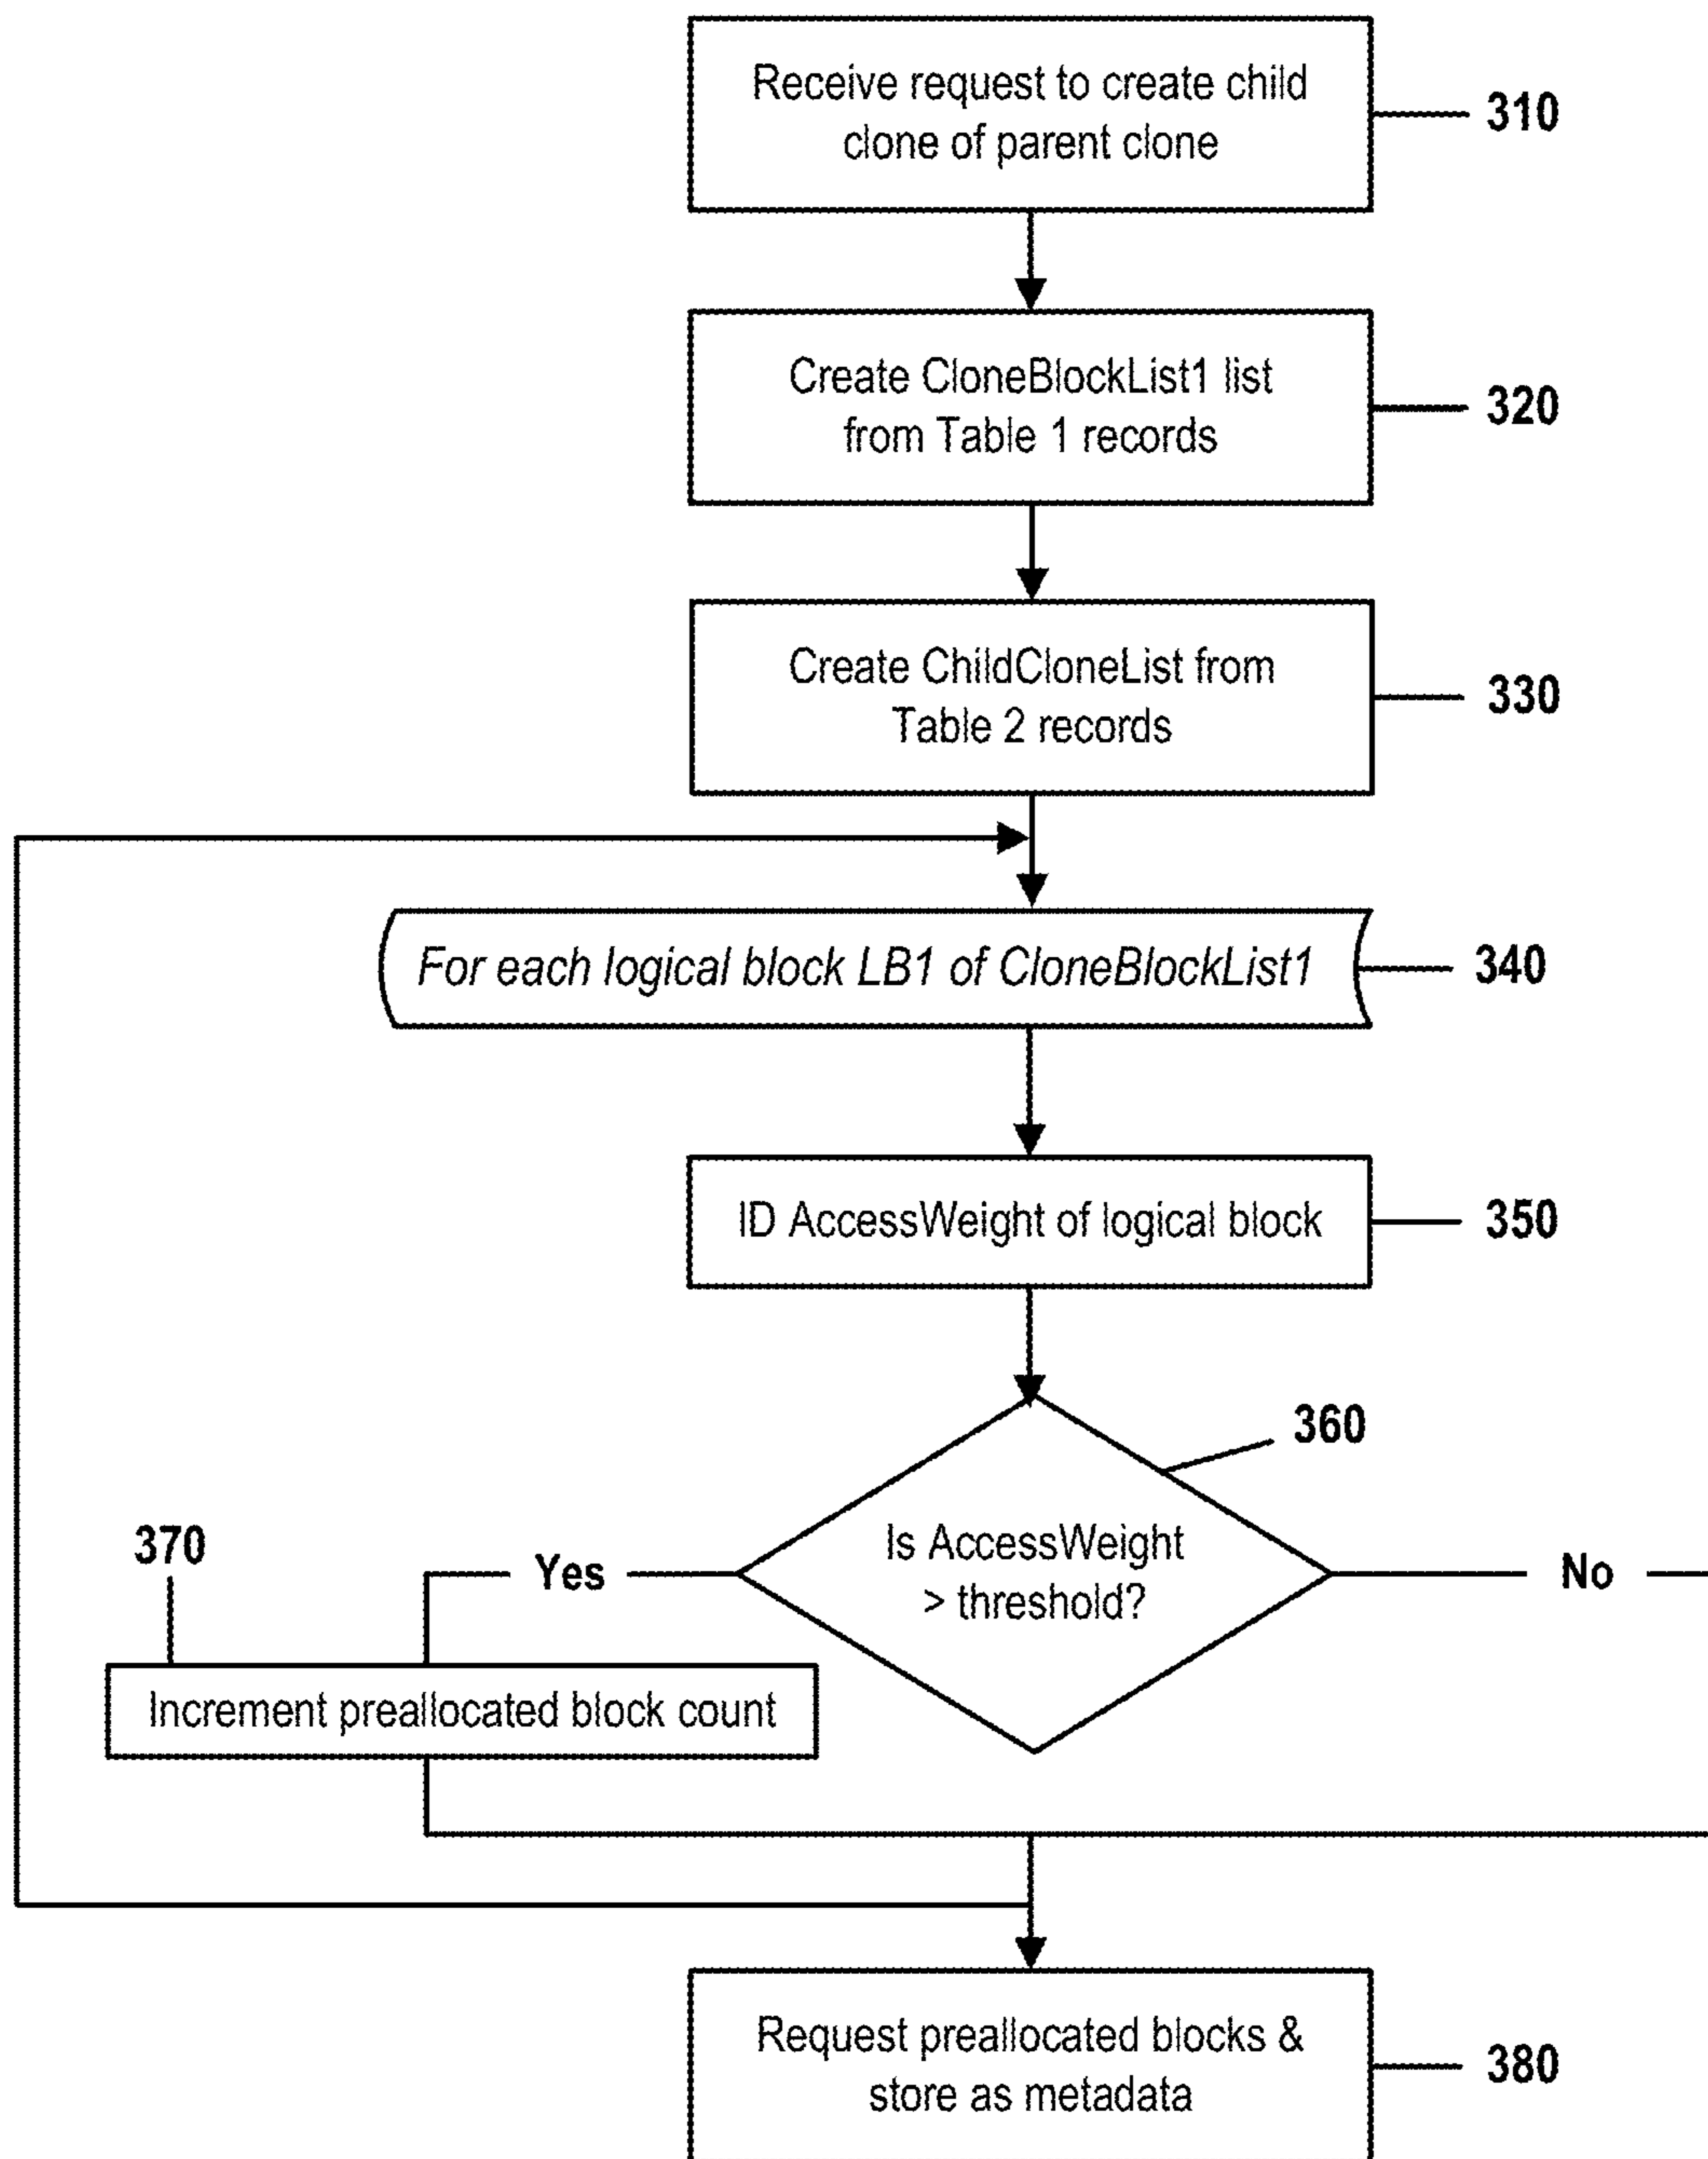 Receive request to create child
clone of parent clone
310
Create CloneBlockList1 list
from Table 1 records
320
Create ChildCloneList from
Table 2 records
330
For each logical block LB1 of CloneBlockList1
340
ID AccessWeight of logical block
350
360
Is AccessWeight
> threshold?
Yes
No
370
Increment preallocated block count
Request preallocated blocks &
store as metadata
380